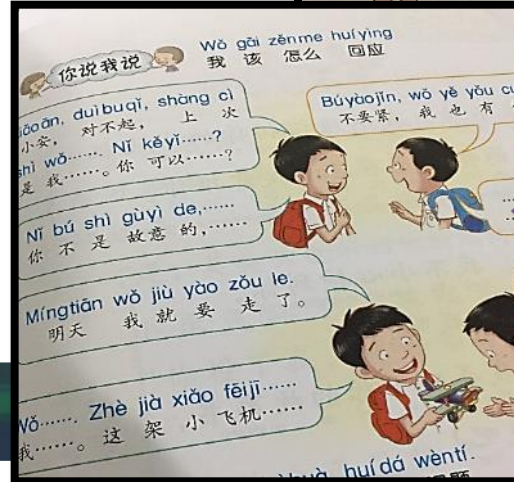 你说我说
Wǒ gāi zěnme huíyìng
我 该 怎么 回应
duìbuqǐ, shàng cì
小安, 对不起, 上 次
shì wǒ……. Nǐ kěyǐ……?
是 我……。你 可以……?
Búyàojǐn, wǒ yě yǒu
不要紧, 我 也 有
Nǐ bú shì gùyì de,……
你 不 是 故意 的,……
Míngtiān wǒ jiù yào zǒu le.
明天 我 就 要 走 了。
Wǒ……. Zhè jià xiǎo fēijī……
我……。这 架 小 飞机……
huídá wèntí.